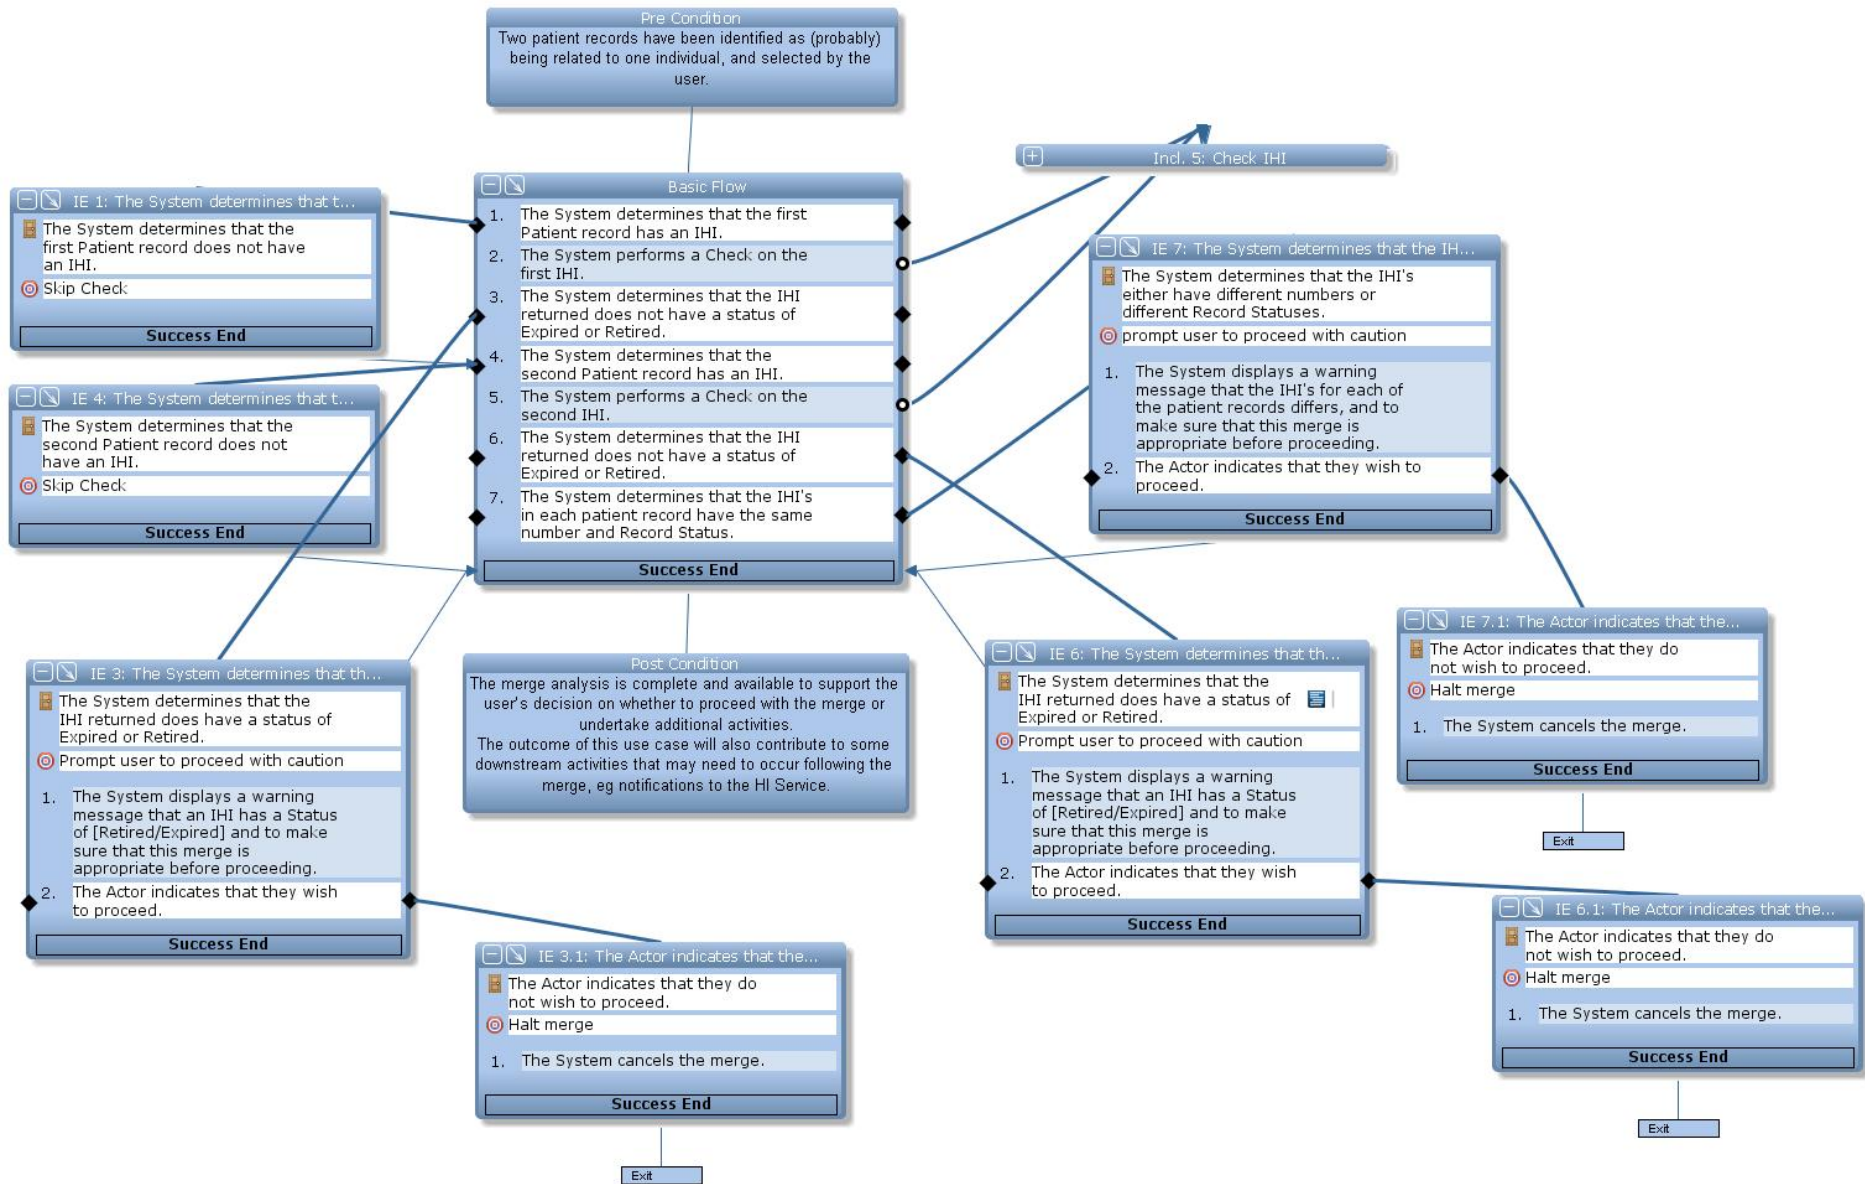 Pre Condition
Two patient records have been identified as (probably)
being related to one individual, and selected by the
user.
Incl. 5: Check IHI
IE 1: The System determines that t...
The System determines that the
first Patient record does not have
an IHI.
Skip Check
Success End
IE 4: The System determines that t...
The System determines that the
second Patient record does not
have an IHI.
Skip Check
Success End
Basic Flow
1. The System determines that the first
Patient record has an IHI.
2. The System performs a Check on the
first IHI.
3. The System determines that the IHI
returned does not have a status of
Expired or Retired.
4. The System determines that the
second Patient record has an IHI.
5. The System performs a Check on the
second IHI.
6. The System determines that the IHI
returned does not have a status of
Expired or Retired.
7. The System determines that the IHI's
in each patient record have the same
number and Record Status.
Success End
IE 7: The System determines that the IH...
The System determines that the IHI's
either have different numbers or
different Record Statuses.
prompt user to proceed with caution
1. The System displays a warning
message that the IHI's for each of
the patient records differs, and to
make sure that this merge is
appropriate before proceeding.
2. The Actor indicates that they wish to
proceed.
Success End
IE 3: The System determines that th...
The System determines that the
IHI returned does have a status of
Expired or Retired.
Prompt user to proceed with caution
1. The System displays a warning
message that an IHI has a Status
of [Retired/Expired] and to make
sure that this merge is
appropriate before proceeding.
2. The Actor indicates that they wish
to proceed.
Success End
Post Condition
The merge analysis is complete and available to support the
user's decision on whether to proceed with the merge or
undertake additional activities.
The outcome of this use case will also contribute to some
downstream activities that may need to occur following the
merge, eg notifications to the HI Service.
IE 6: The System determines that th...
The System determines that the
IHI returned does have a status of
Expired or Retired.
Prompt user to proceed with caution
1. The System displays a warning
message that an IHI has a Status
of [Retired/Expired] and to make
sure that this merge is
appropriate before proceeding.
2. The Actor indicates that they wish
to proceed.
Success End
IE 7.1: The Actor indicates that the...
The Actor indicates that they do
not wish to proceed.
Halt merge
1. The System cancels the merge.
Success End
Exit
IE 3.1: The Actor indicates that the...
The Actor indicates that they do
not wish to proceed.
Halt merge
1. The System cancels the merge.
Success End
Exit
IE 6.1: The Actor indicates that the...
The Actor indicates that they do
not wish to proceed.
Halt merge
1. The System cancels the merge.
Success End
Exit